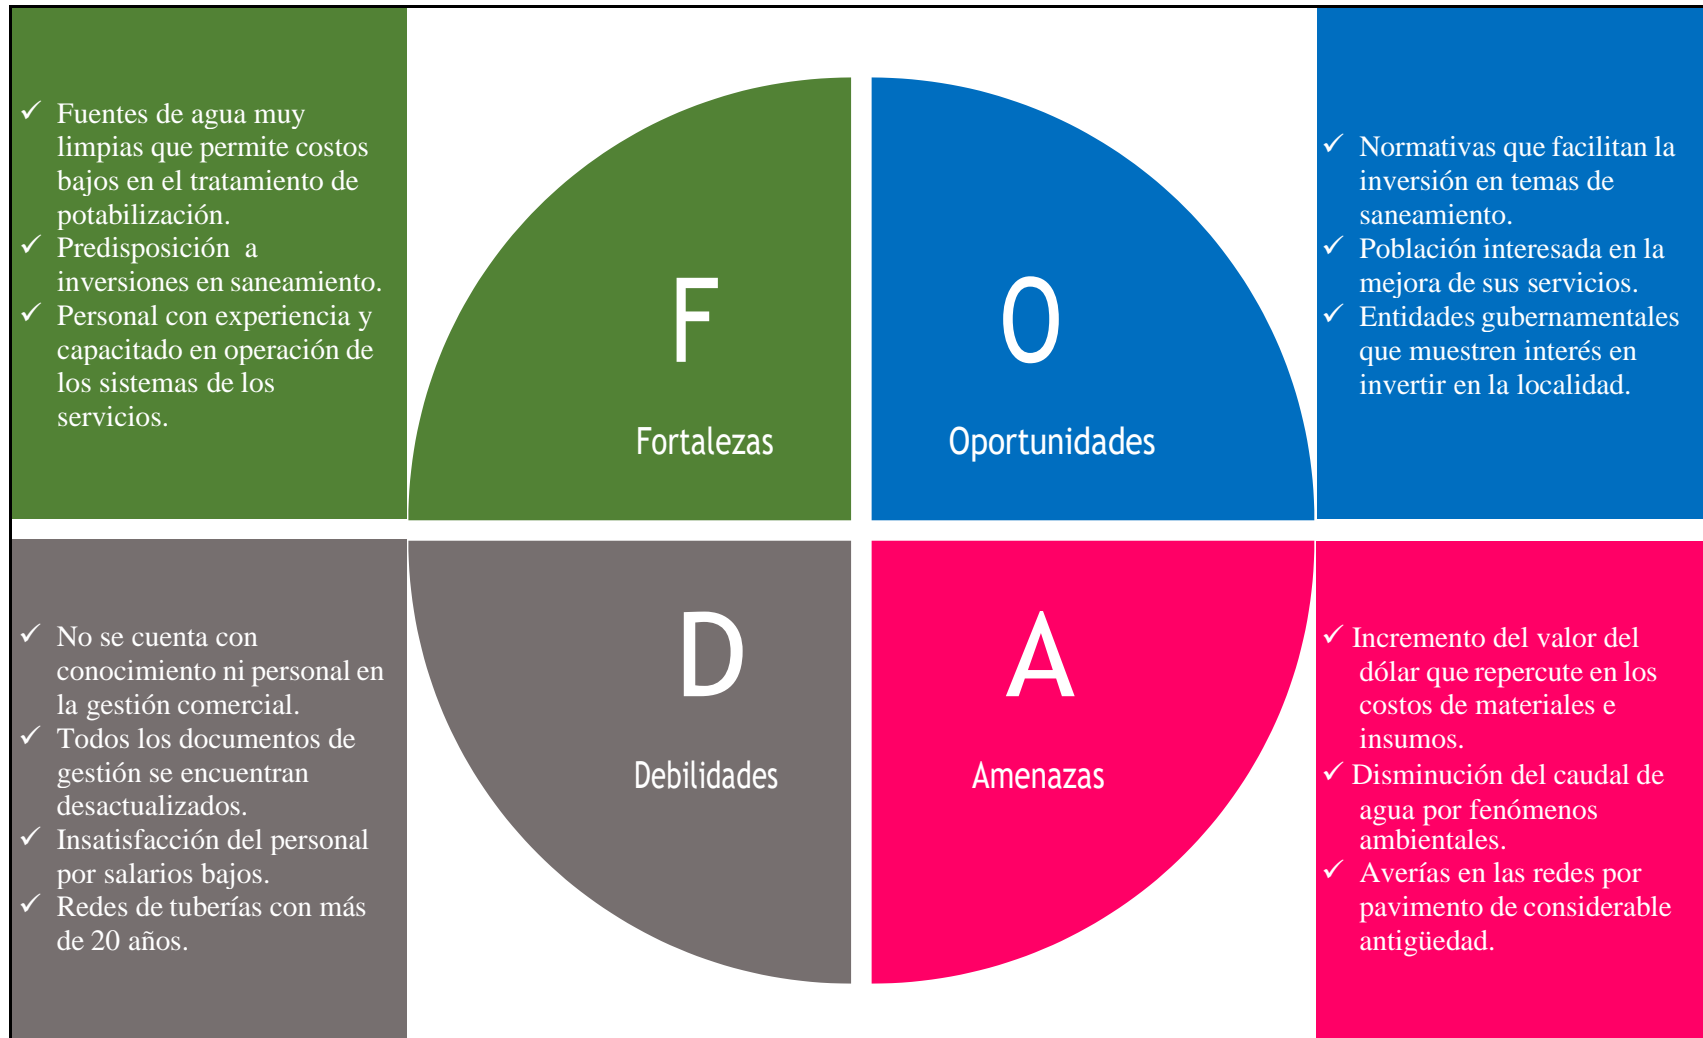 ✓ Fuentes de agua muy
limpias que permite costos
bajos en el tratamiento de
potabilización.
✓ Predisposición a
inversiones en saneamiento.
✓ Personal con experiencia y
capacitado en operación de
los sistemas de los
servicios.
F
Fortalezas
O
Oportunidades
✓ Normativas que facilitan la
inversión en temas de
saneamiento.
✓ Población interesada en la
mejora de sus servicios.
✓ Entidades gubernamentales
que muestren interés en
invertir en la localidad.
✓ No se cuenta con
conocimiento ni personal en
la gestión comercial.
✓ Todos los documentos de
gestión se encuentran
desactualizados.
✓ Insatisfacción del personal
por salarios bajos.
✓ Redes de tuberías con más
de 20 años.
D
Debilidades
A
Amenazas
✓ Incremento del valor del
dólar que repercute en los
costos de materiales e
insumos.
✓ Disminución del caudal de
agua por fenómenos
ambientales.
✓ Averías en las redes por
pavimento de considerable
antigüedad.